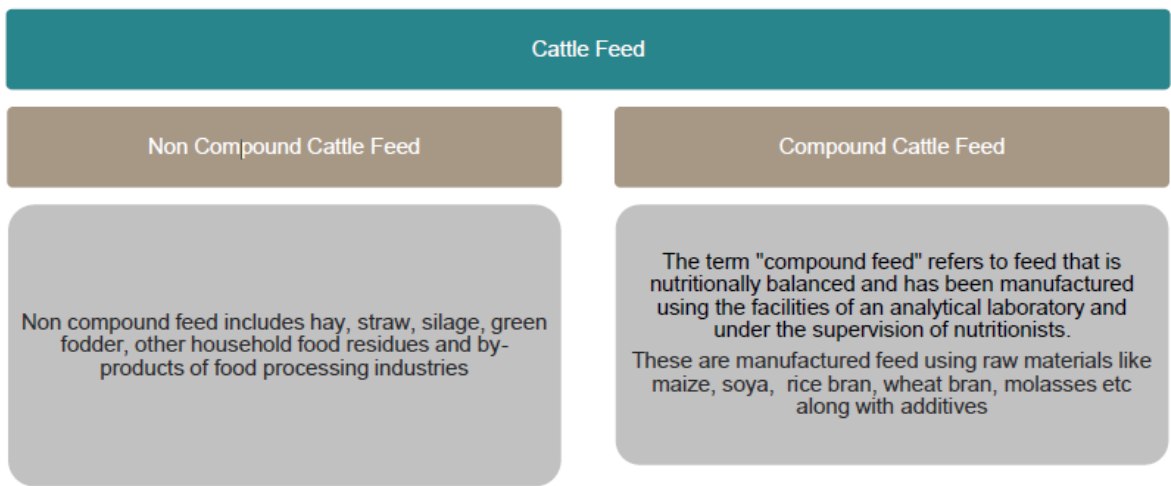 Cattle Feed
Non Compound Cattle Feed
Compound Cattle Feed
Non compound feed includes hay, straw, silage, green
fodder, other household food residues and by-
products of food processing industries
The term "compound feed" refers to feed that is
nutritionally balanced and has been manufactured
using the facilities of an analytical laboratory and
under the supervision of nutritionists.
These are manufactured feed using raw materials like
maize, soya, rice bran, wheat bran, molasses etc
along with additives